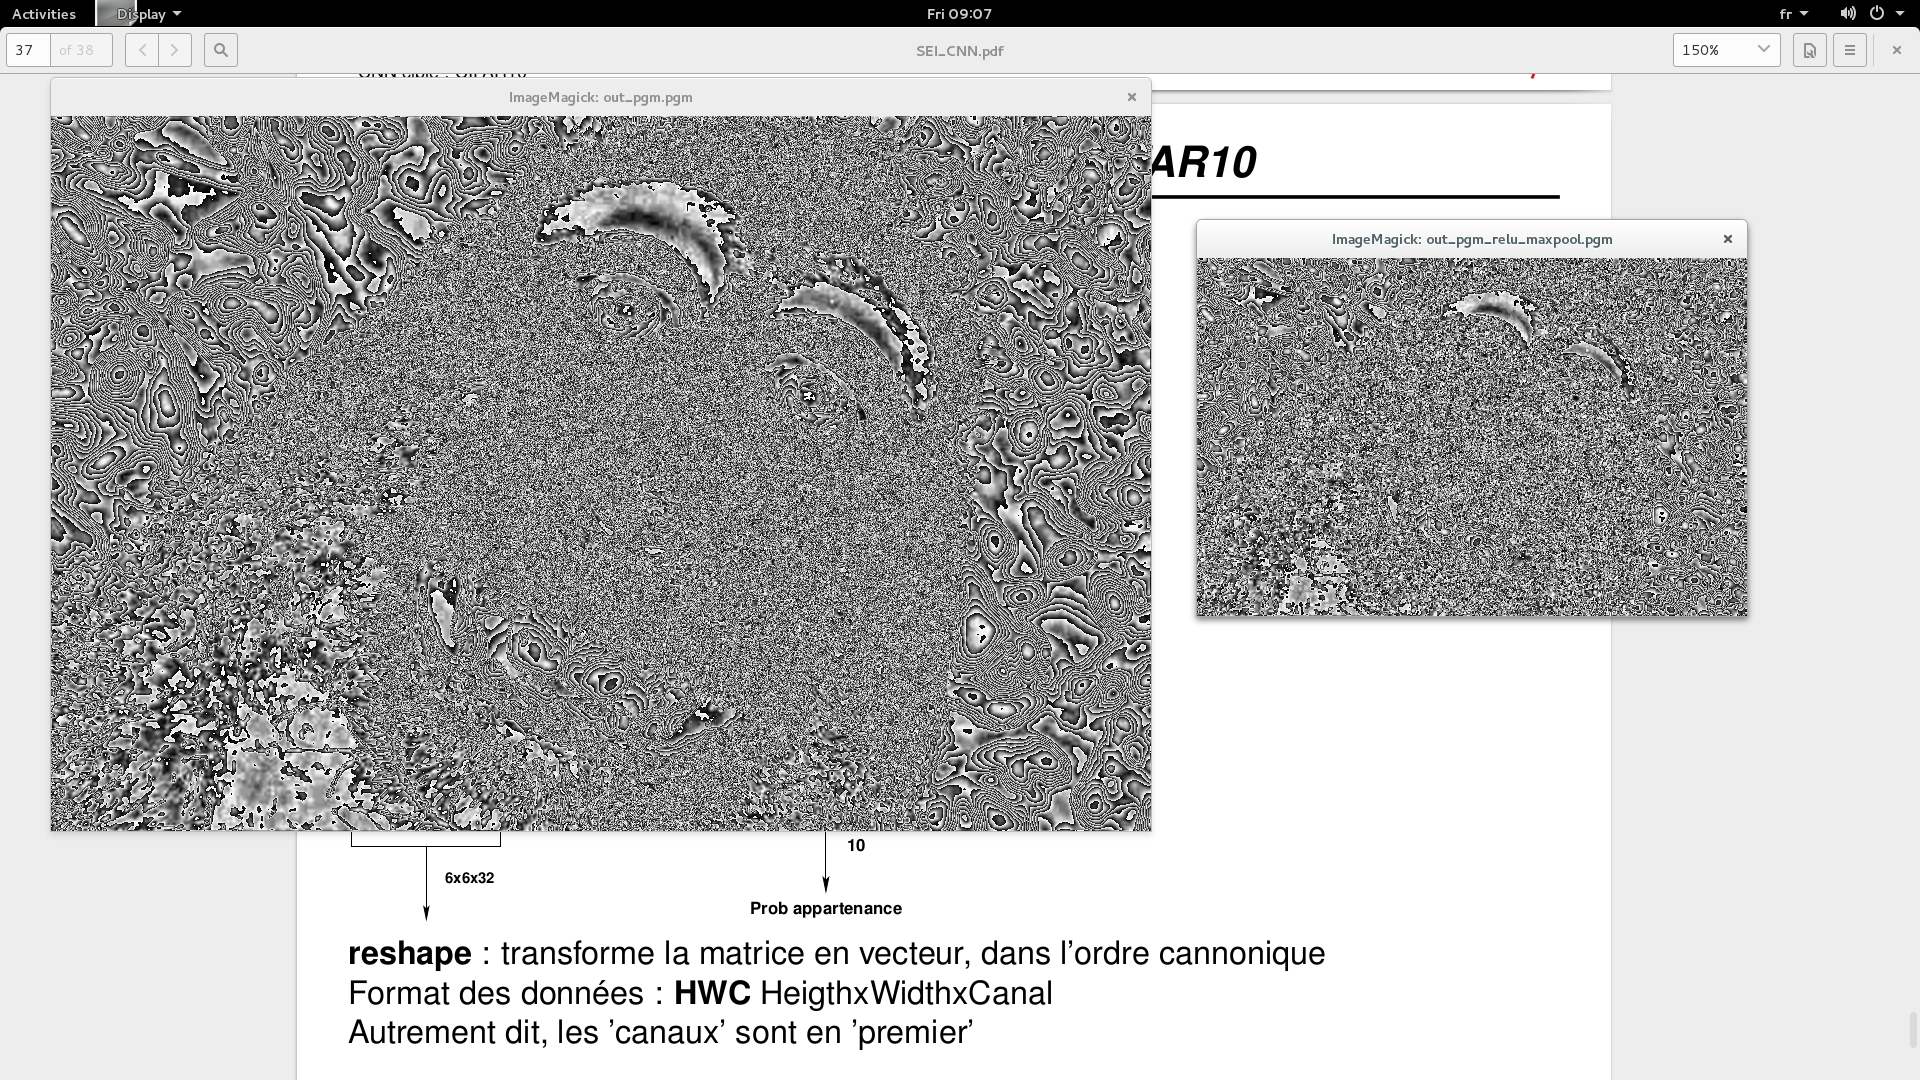 Activities
Display
Fri 09:07
fr
37
of 38
SEI_CNN.pdf
150%
ImageMagick: out_pgm.pgm
AR10
ImageMagick: out_pgm_relu_maxpool.pgm
10
6x6x32
Prob appartenance
reshape : transforme la matrice en vecteur, dans l’ordre cannonique
Format des données : HWC HeigthxWidthxCanal
Autrement dit, les ’canaux’ sont en ’premier’